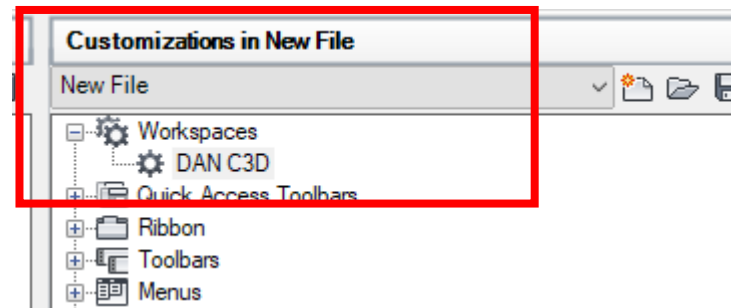 Customizations in New File
New File
Workspaces
DAN C3D
Quick Access Toolbars
Ribbon
Toolbars
Menus